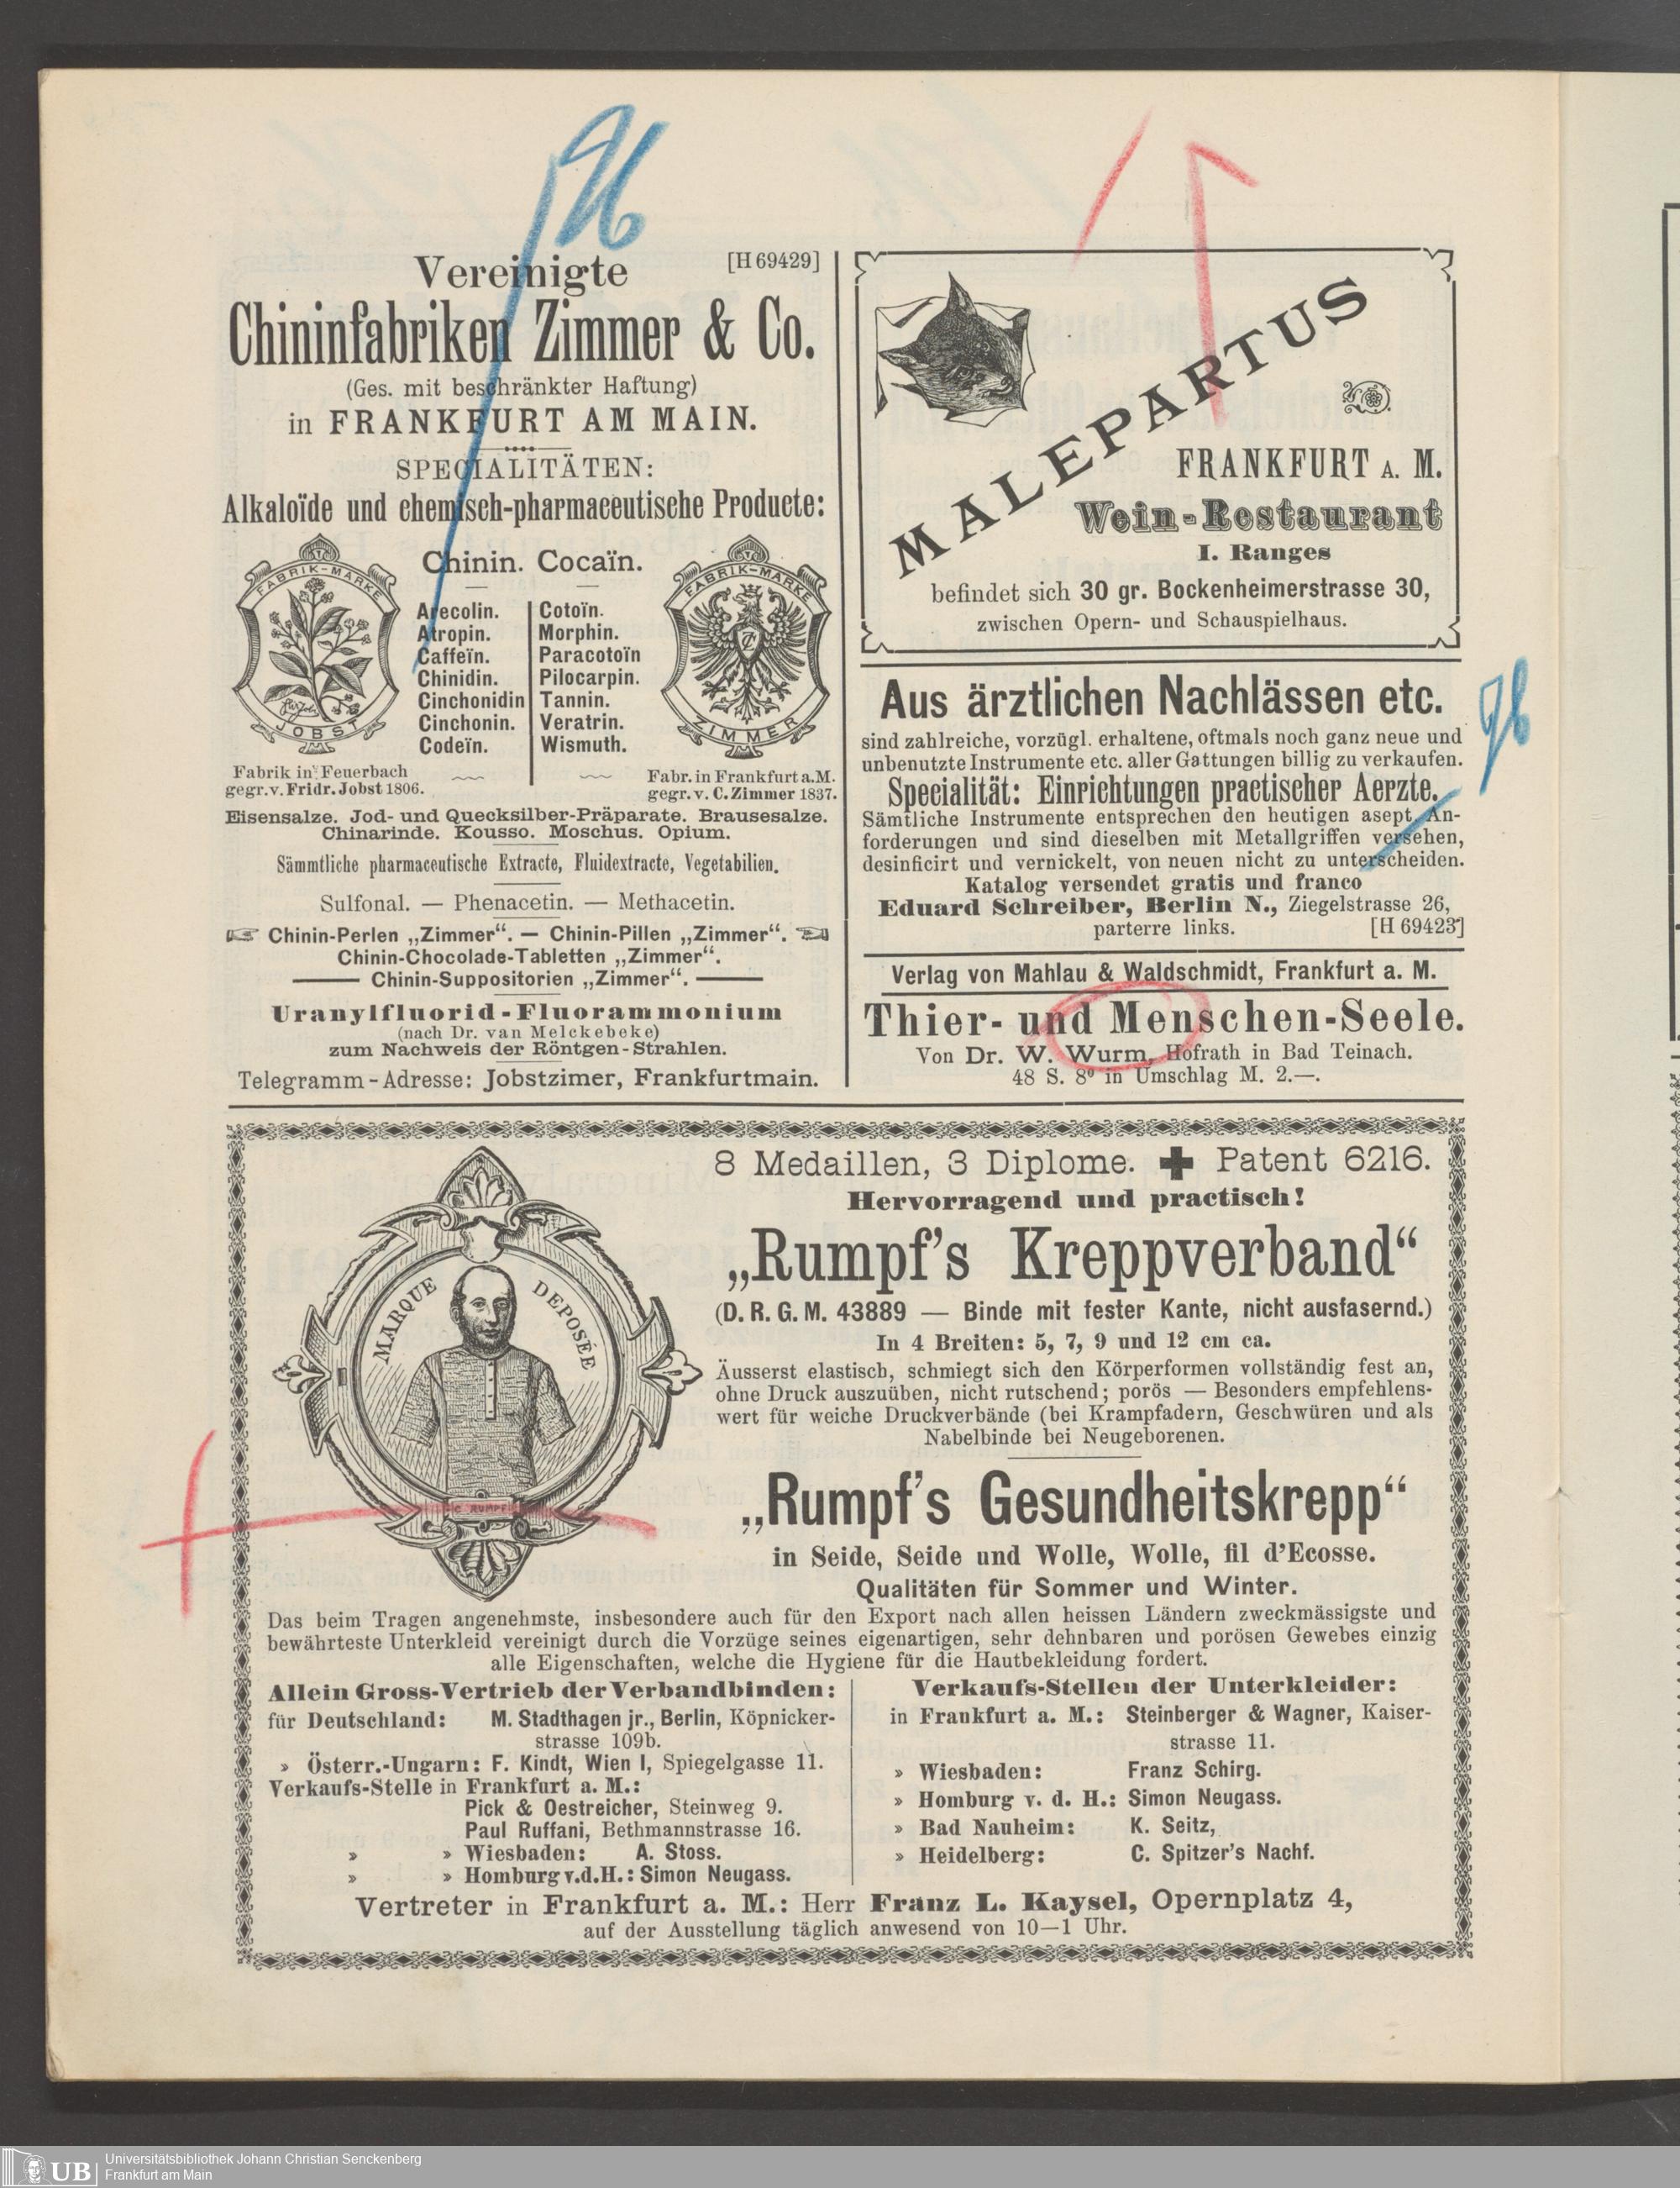 Vereinigte [H 69429]
Chininfabriken Zimmer & Co.
(Ges. mit beschränkter Haftung)
in FRANKFURT AM MAIN.
SPECIALITÄTEN:
Alkaloïde und chemisch-pharmaceutische Producte:
Chinin. Cocaïn.
FABRIK-MARKE
JOBST
Arecolin.
Atropin.
Caffeïn.
Chinidin.
Cinchonidin
Cinchonin.
Codeïn.
Cotoïn.
Morphin.
Paracotoïn
Pilocarpin.
Tannin.
Veratrin.
Wismuth.
FABRIK-MARKE
ZIMMER
Fabrik in Feuerbach
gegr. v. Fridr. Jobst 1806.
Fabr. in Frankfurt a. M.
gegr. v. C. Zimmer 1837.
Eisensalze. Jod- und Quecksilber-Präparate. Brausesalze.
Chinarinde. Kousso. Moschus. Opium.
Sämmtliche pharmaceutische Extracte, Fluidextracte, Vegetabilien.
Sulfonal. — Phenacetin. — Methacetin.
Chinin-Perlen „Zimmer“. — Chinin-Pillen „Zimmer“.
Chinin-Chocolade-Tabletten „Zimmer“.
Chinin-Suppositorien „Zimmer“.
Uranylfluorid-Fluorammonium
(nach Dr. van Melckebeke)
zum Nachweis der Röntgen-Strahlen.
Telegramm-Adresse: Jobstzimer, Frankfurtmain.
MALEPARTUS
FRANKFURT A. M.
Wein-Restaurant
I. Ranges
befindet sich 30 gr. Bockenheimerstrasse 30,
zwischen Opern- und Schauspielhaus.
Aus ärztlichen Nachlässen etc.
sind zahlreiche, vorzügl. erhaltene, oftmals noch ganz neue und
unbenutzte Instrumente etc. aller Gattungen billig zu verkaufen.
Specialität: Einrichtungen practischer Aerzte.
Sämtliche Instrumente entsprechen den heutigen asept. An-
forderungen und sind dieselben mit Metallgriffen versehen,
desinficirt und vernickelt, von neuen nicht zu unterscheiden.
Katalog versendet gratis und franco
Eduard Schreiber, Berlin N., Ziegelstrasse 26,
parterre links. [H 69423]
Verlag von Mahlau & Waldschmidt, Frankfurt a. M.
Thier- und Menschen-Seele.
Von Dr. W. Wurm, Hofrath in Bad Teinach.
48 S. 8° in Umschlag M. 2.—.
MARQUE DEPOSÉE
RUMPF
8 Medaillen, 3 Diplome. ✚ Patent 6216.
Hervorragend und practisch!
„Rumpf's Kreppverband“
(D. R. G. M. 43889 — Binde mit fester Kante, nicht ausfasernd.)
In 4 Breiten: 5, 7, 9 und 12 cm ca.
Äusserst elastisch, schmiegt sich den Körperformen vollständig fest an,
ohne Druck auszuüben, nicht rutschend; porös — Besonders empfehlens-
wert für weiche Druckverbände (bei Krampfadern, Geschwüren und als
Nabelbinde bei Neugeborenen.
„Rumpf's Gesundheitskrepp“
in Seide, Seide und Wolle, Wolle, fil d'Ecosse.
Qualitäten für Sommer und Winter.
Das beim Tragen angenehmste, insbesondere auch für den Export nach allen heissen Ländern zweckmässigste und
bewährteste Unterkleid vereinigt durch die Vorzüge seines eigenartigen, sehr dehnbaren und porösen Gewebes einzig
alle Eigenschaften, welche die Hygiene für die Hautbekleidung fordert.
Allein Gross-Vertrieb der Verbandbinden:
für Deutschland: M. Stadthagen jr., Berlin, Köpnicker-
strasse 109b.
» Österr.-Ungarn: F. Kindt, Wien I, Spiegelgasse 11.
Verkaufs-Stelle in Frankfurt a. M.:
Pick & Oestreicher, Steinweg 9.
Paul Ruffani, Bethmannstrasse 16.
» » Wiesbaden: A. Stoss.
» » Homburg v.d.H.: Simon Neugass.
Verkaufs-Stellen der Unterkleider:
in Frankfurt a. M.: Steinberger & Wagner, Kaiser-
strasse 11.
» Wiesbaden: Franz Schirg.
» Homburg v. d. H.: Simon Neugass.
» Bad Nauheim: K. Seitz,
» Heidelberg: C. Spitzer's Nachf.
Vertreter in Frankfurt a. M.: Herr Franz L. Kaysel, Opernplatz 4,
auf der Ausstellung täglich anwesend von 10—1 Uhr.
UB
Universitätsbibliothek Johann Christian Senckenberg
Frankfurt am Main